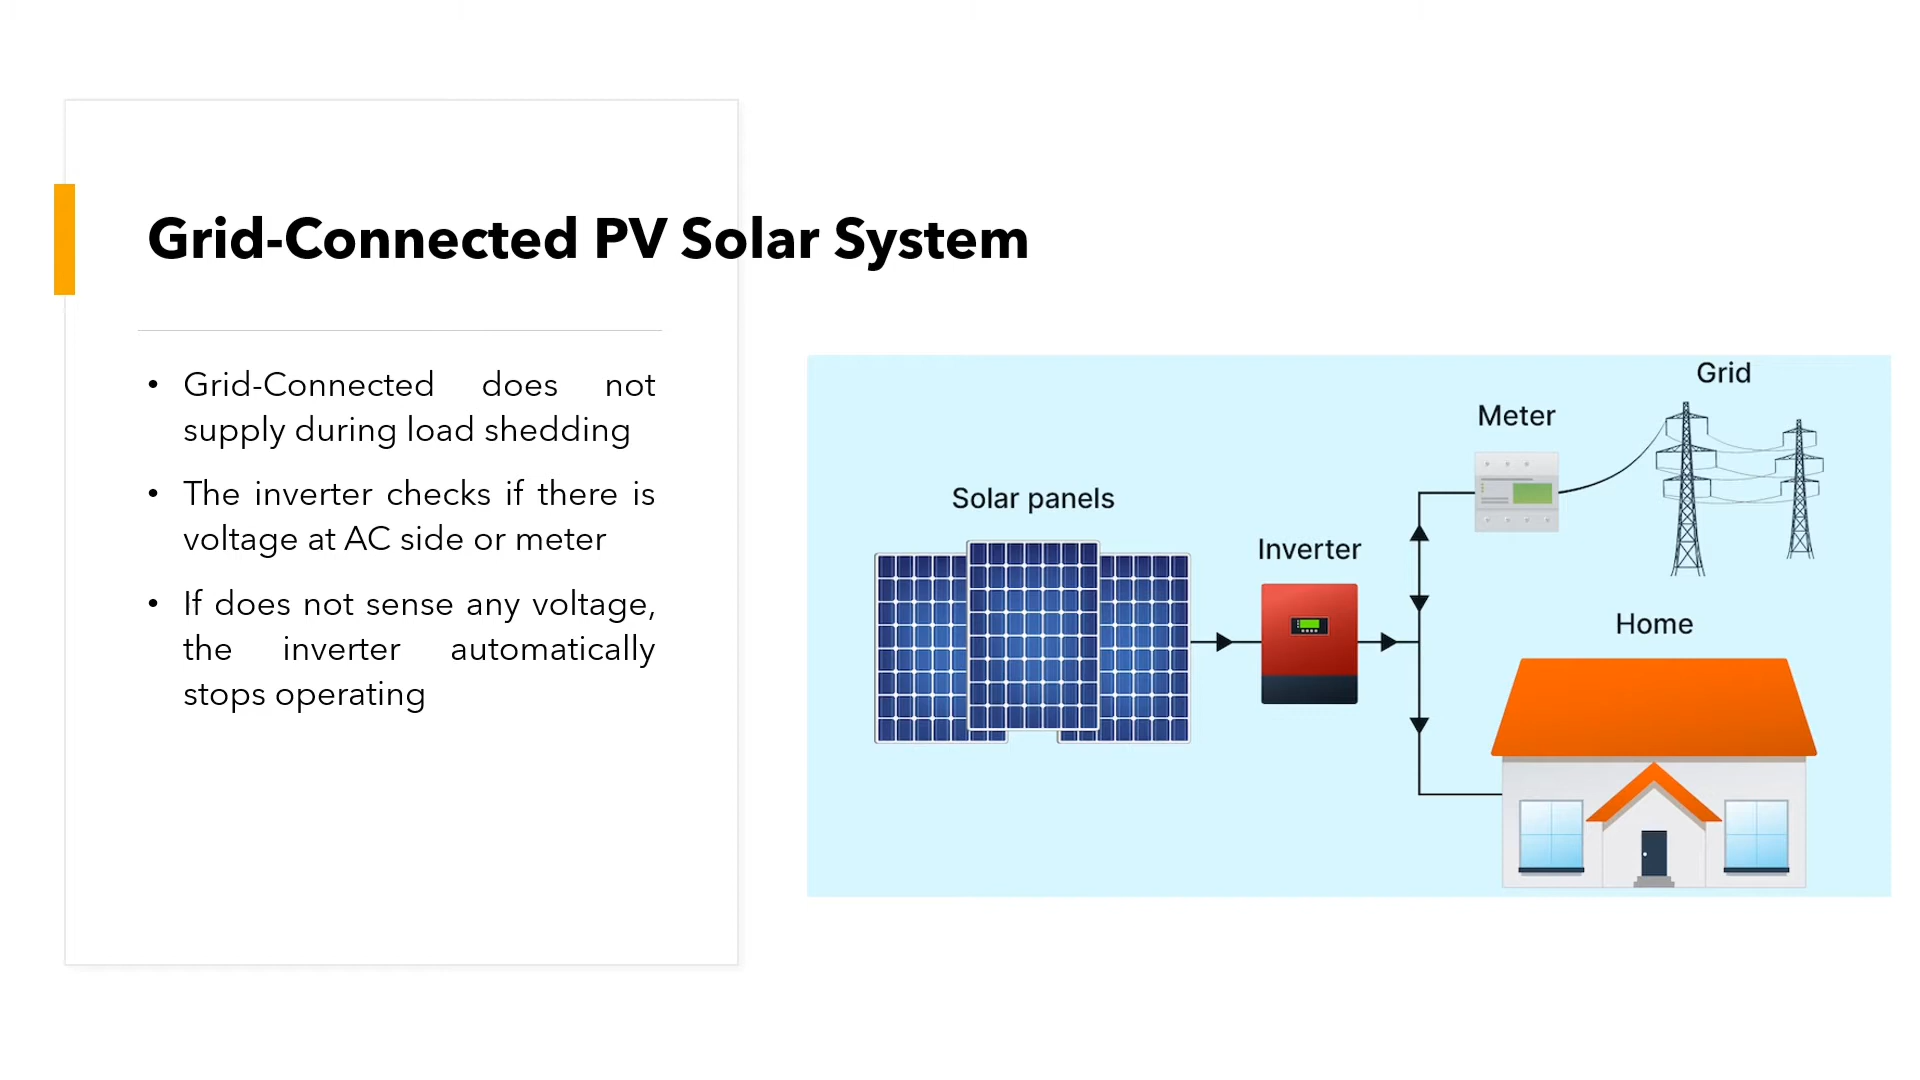 Grid-Connected PV Solar System
• Grid-Connected does not
supply during load shedding
• The inverter checks if there is
voltage at AC side or meter
• If does not sense any voltage,
the inverter automatically
stops operating
Grid
Meter
Solar panels
Inverter
Home